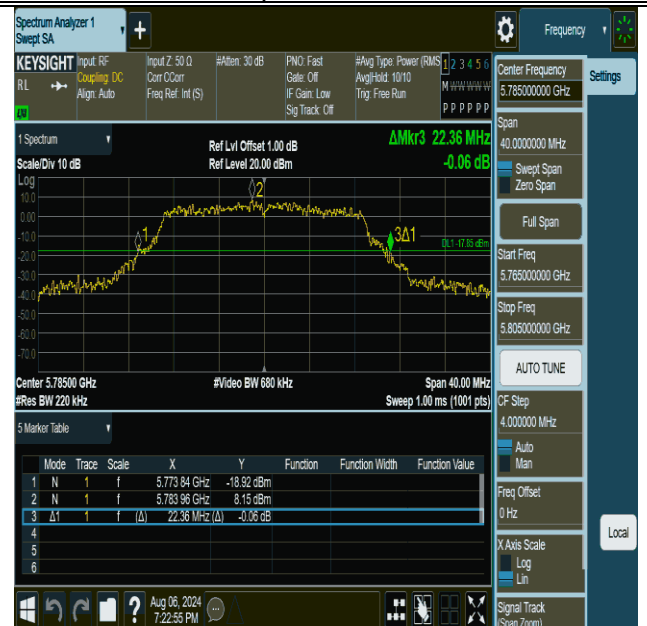 Spectrum Analyzer 1
Swept SA
+
Frequency
KEYSIGHT Input: RF
RL Coupling: DC
Align: Auto
Input Z: 50 Ω
Corr CCorr
Freq Ref: Int (S)
#Atten: 30 dB
PNO: Fast
Gate: Off
IF Gain: Low
Sig Track: Off
#Avg Type: Power (RMS
Avg|Hold: 10/10
Trig: Free Run
1 2 3 4 5 6
M W W W W W
P P P P P P
1 Spectrum
Scale/Div 10 dB
Ref Lvl Offset 1.00 dB
Ref Level 20.00 dBm
ΔMkr3 22.36 MHz
-0.06 dB
Log
10.0
0.00
-10.0
-20.0
-30.0
-40.0
-50.0
-60.0
-70.0
1
2
3Δ1
DL1 -17.85 dBm
Center 5.78500 GHz
#Video BW 680 kHz
Span 40.00 MHz
#Res BW 220 kHz
Sweep 1.00 ms (1001 pts)
5 Marker Table
Mode Trace Scale X Y Function Function Width Function Value
1 N 1 f 5.773 84 GHz -18.92 dBm
2 N 1 f 5.783 96 GHz 8.15 dBm
3 Δ1 1 f (Δ) 22.36 MHz (Δ) -0.06 dB
4
5
6
Aug 06, 2024
7:22:55 PM
Center Frequency
5.785000000 GHz
Span
40.0000000 MHz
Swept Span
Zero Span
Full Span
Start Freq
5.765000000 GHz
Stop Freq
5.805000000 GHz
AUTO TUNE
CF Step
4.000000 MHz
Auto
Man
Freq Offset
0 Hz
X Axis Scale
Log
Lin
Signal Track
(Span Zoom)
Settings
Local